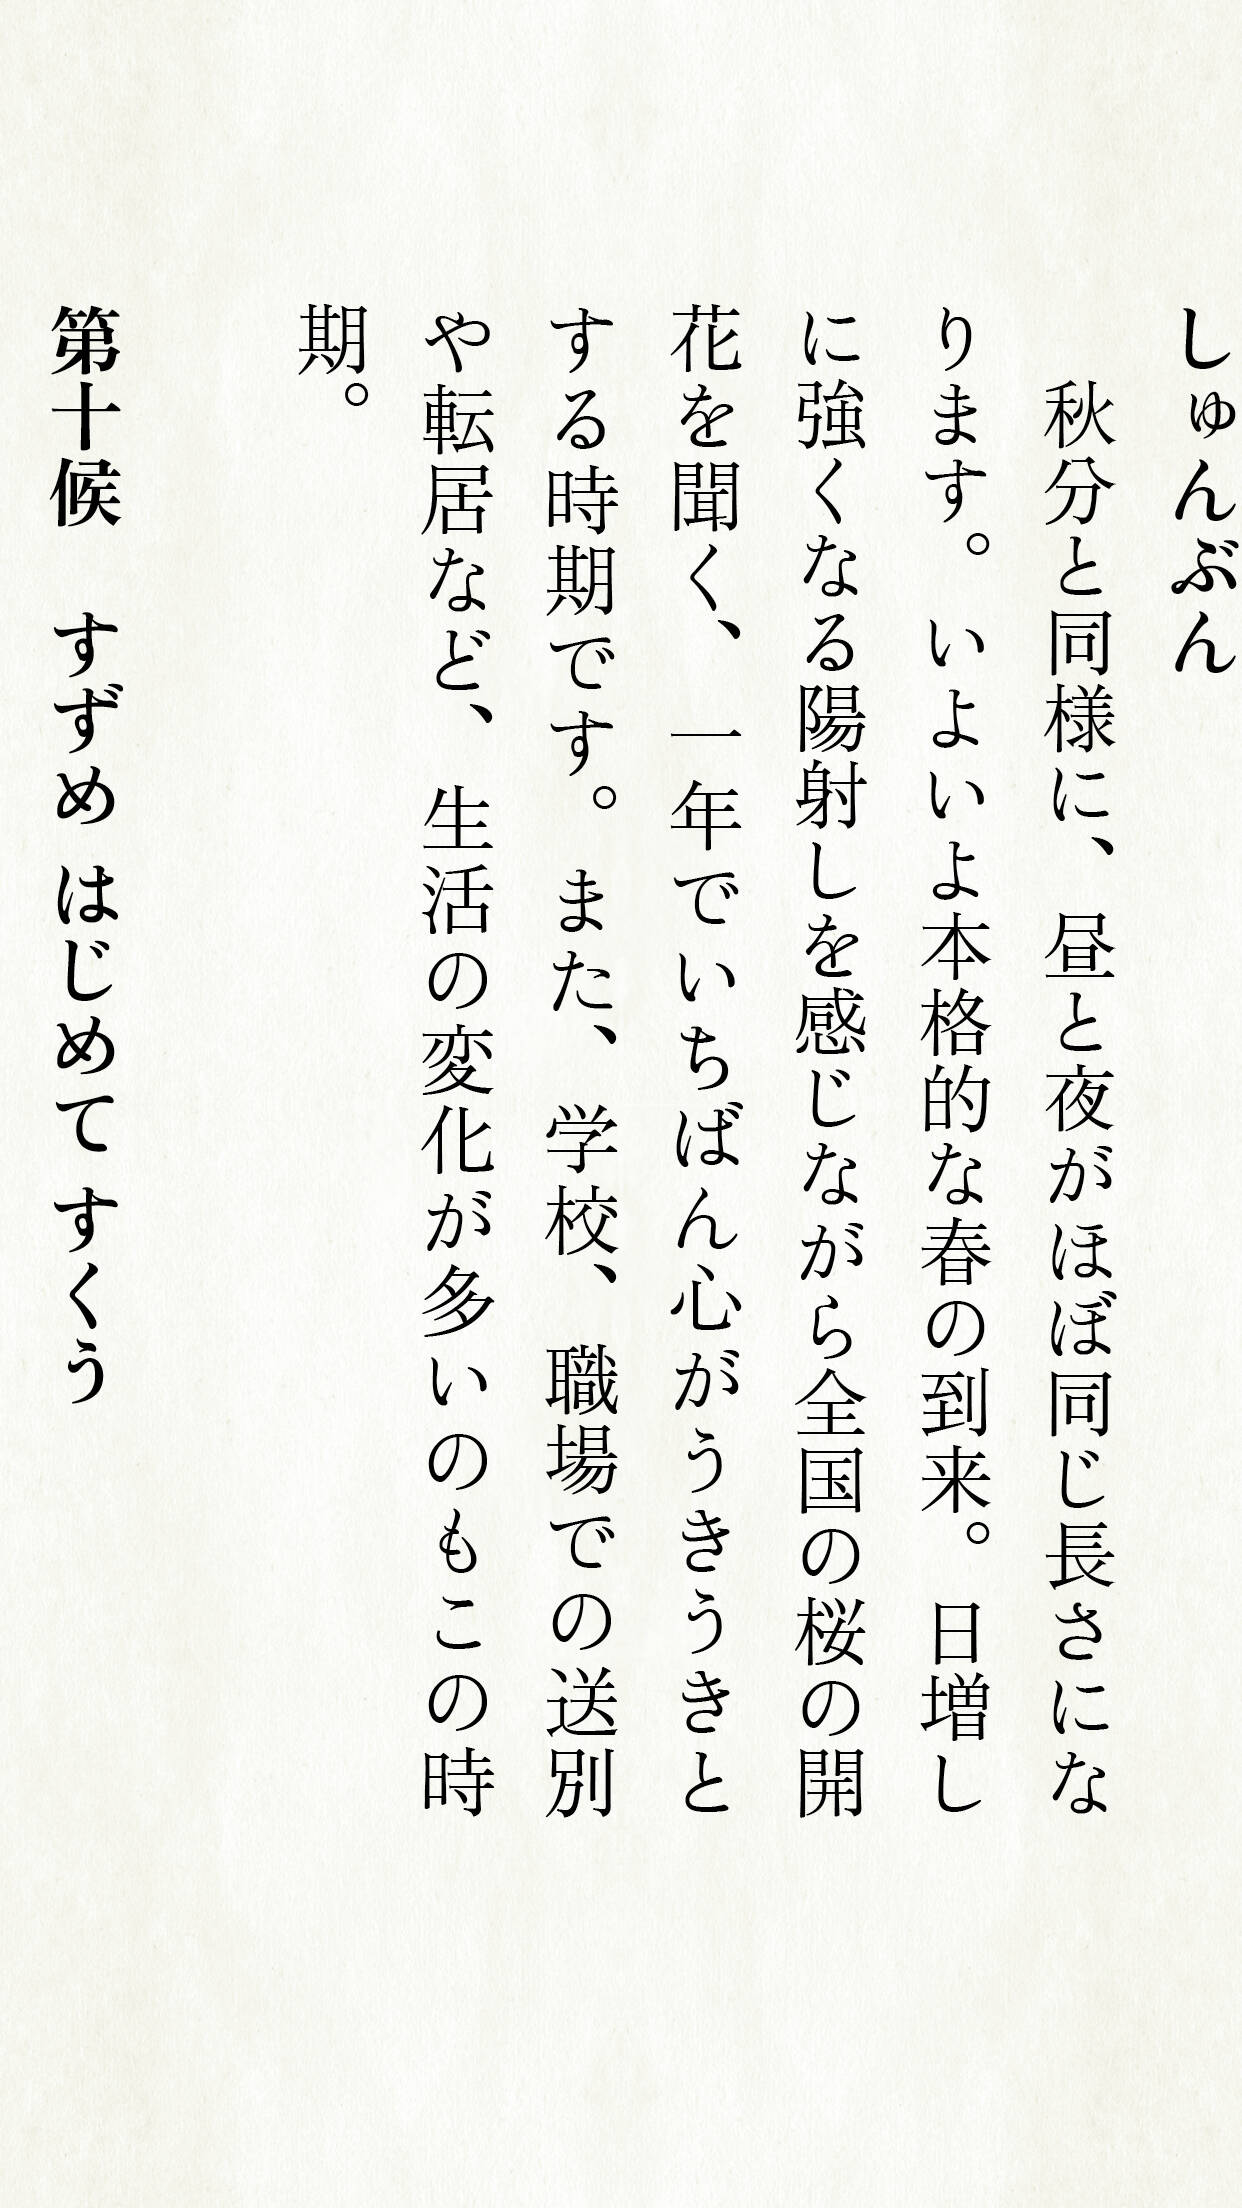 しゅんぶん
　秋分と同様に、昼と夜がほぼ同じ長さにな
ります。いよいよ本格的な春の到来。日増し
に強くなる陽射しを感じながら全国の桜の開
花を聞く、一年でいちばん心がうきうきと
する時期です。また、学校、職場での送別
や転居など、生活の変化が多いのもこの時
期。
第十候　すずめ はじめて すくう